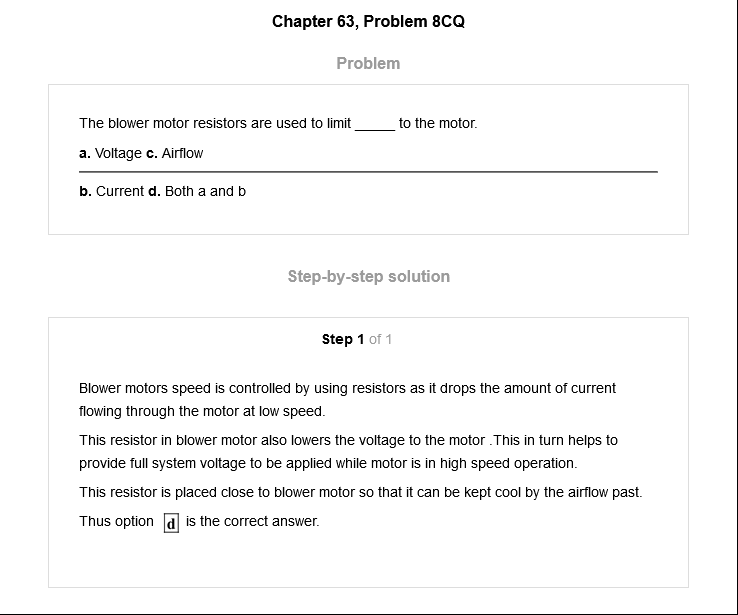 Chapter 63, Problem 8CQ
Problem
The blower motor resistors are used to limit _____ to the motor.
a. Voltage c. Airflow
b. Current d. Both a and b
Step-by-step solution
Step 1 of 1
Blower motors speed is controlled by using resistors as it drops the amount of current
flowing through the motor at low speed.
This resistor in blower motor also lowers the voltage to the motor .This in turn helps to
provide full system voltage to be applied while motor is in high speed operation.
This resistor is placed close to blower motor so that it can be kept cool by the airflow past.
Thus option d is the correct answer.